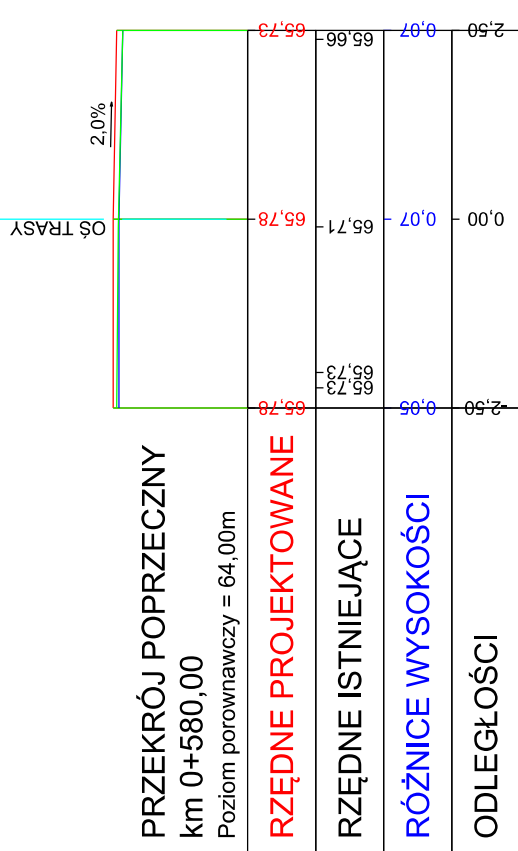 OŚ TRASY
2,0%
PRZEKRÓJ POPRZECZNY
km 0+580,00
Poziom porownawczy = 64,00m
RZĘDNE PROJEKTOWANE 65,78 65,78 65,73
RZĘDNE ISTNIEJĄCE 65,73 65,73 65,71 65,66
RÓŻNICE WYSOKOŚCI 0,05 0,07 0,07
ODLEGŁOŚCI -2,50 0,00 2,50